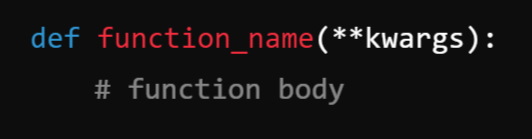 def function_name(**kwargs):
    # function body